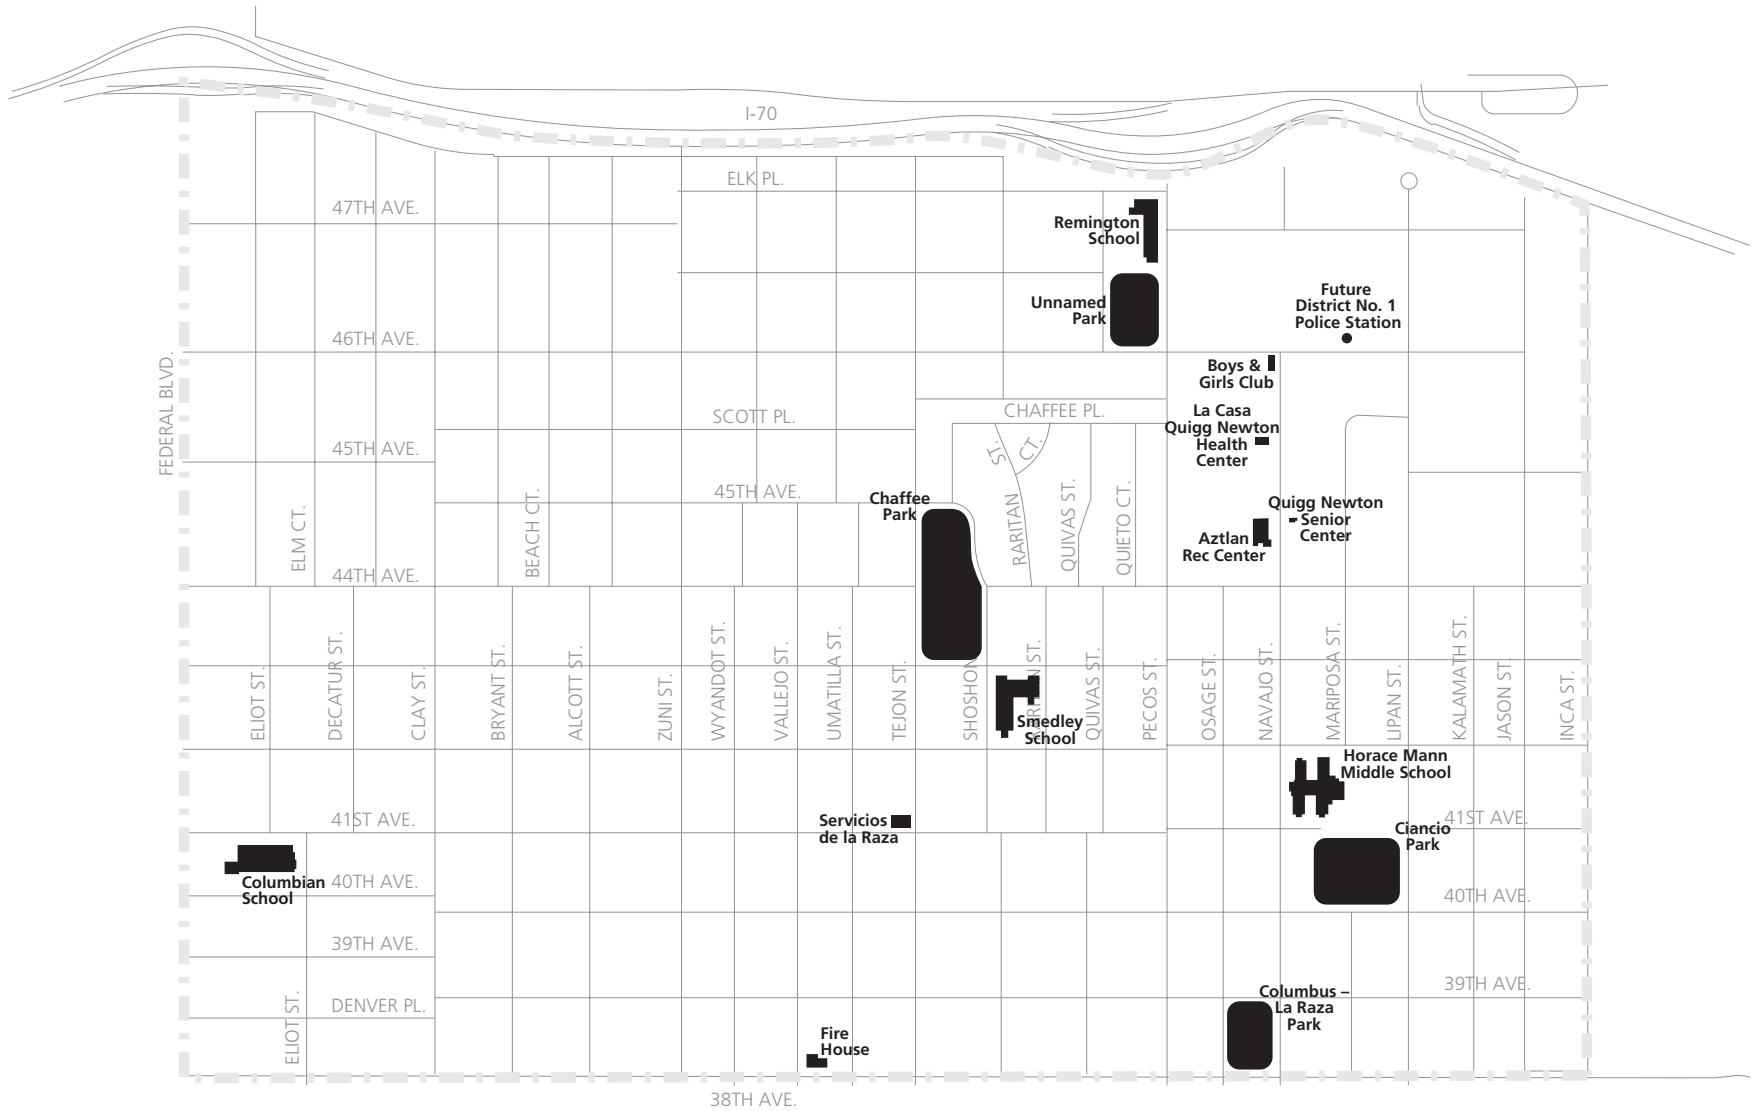 I-70
ELK PL.
47TH AVE.
Remington
School
Unnamed
Park
Future
District No. 1
Police Station
46TH AVE.
FEDERAL BLVD.
Boys &
Girls Club
SCOTT PL.
CHAFFEE PL.
La Casa
Quigg Newton
Health
Center
45TH AVE.
ST.
CT.
45TH AVE.
Chaffee
Park
RARITAN
QUIVAS ST.
QUIETO CT.
Quigg Newton
Senior
Center
Aztlan
Rec Center
ELM CT.
BEACH CT.
44TH AVE.
ELIOT ST.
DECATUR ST.
CLAY ST.
BRYANT ST.
ALCOTT ST.
ZUNI ST.
WYANDOT ST.
VALLEJO ST.
UMATILLA ST.
TEJON ST.
SHOSHON
RARITAN ST.
QUIVAS ST.
PECOS ST.
OSAGE ST.
NAVAJO ST.
MARIPOSA ST.
LIPAN ST.
KALAMATH ST.
JASON ST.
INCA ST.
Smedley
School
Horace Mann
Middle School
41ST AVE.
Servicios
de la Raza
41ST AVE.
Ciancio
Park
Columbian
School
40TH AVE.
40TH AVE.
39TH AVE.
39TH AVE.
DENVER PL.
ELIOT ST.
Columbus –
La Raza
Park
Fire
House
38TH AVE.